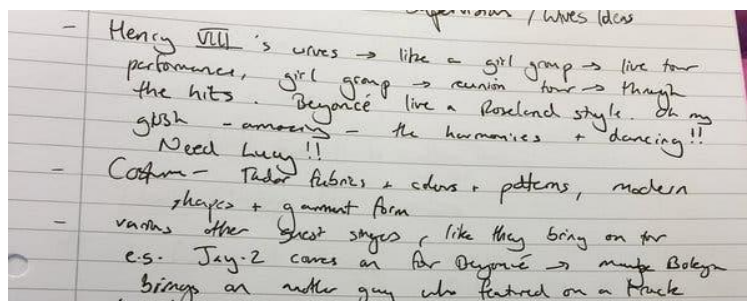 Supervisions / Wives Ideas
- Henry VIII's wives → like a girl group → live tour
performance, girl group → reunion tour → through
the hits. Beyoncé live a Roseland style. Oh my
gosh - amazing - the harmonies + dancing!!
Need Lucy!!
- Costume - Tudor fabrics + colours + patterns, modern
shapes + garment form
- various other guest singers, like they bring on for
e.g. Jay-Z comes on for Beyoncé → maybe Boleyn
brings on another guy who featured on a track